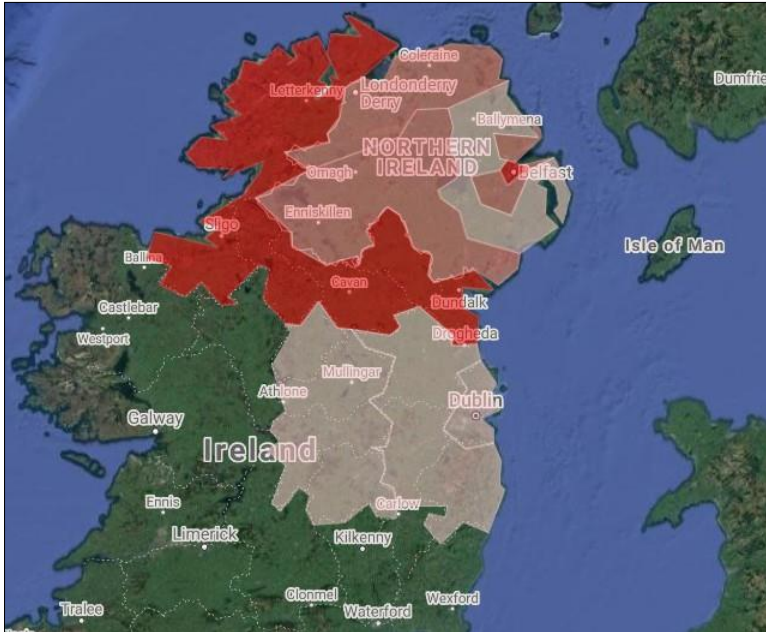 Coleraine
Londonderry
Derry
Letterkenny
Dumfrie
Ballymena
NORTHERN
IRELAND
Omagh
Belfast
Enniskillen
Sligo
Isle of Man
Ballina
Cavan
Dundalk
Castlebar
Westport
Drogheda
Mullingar
Athlone
Dublin
Galway
Ireland
Ennis
Carlow
Limerick
Kilkenny
Clonmel
Wexford
Tralee
Waterford